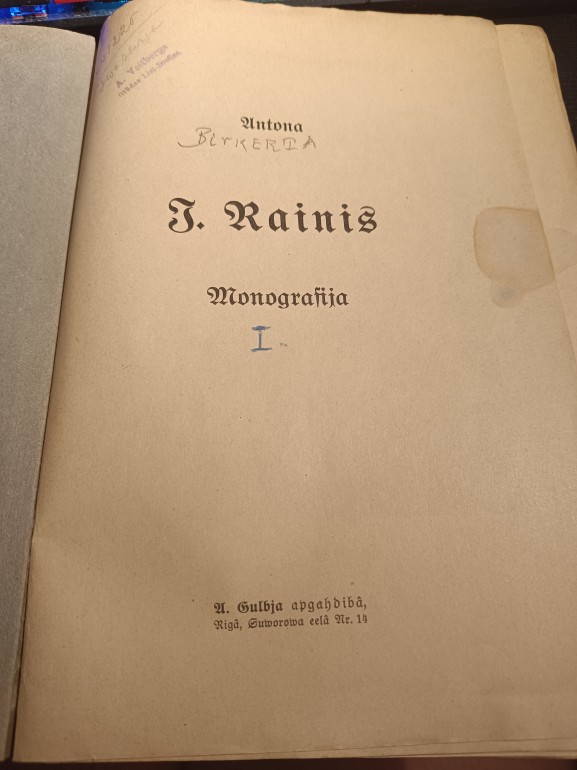 Antona
BIrKERTA
J. Rainis
Monografija
I.
A. Gulbja apgahdibâ,
Rigâ, Suworowa eelâ Nr. 14